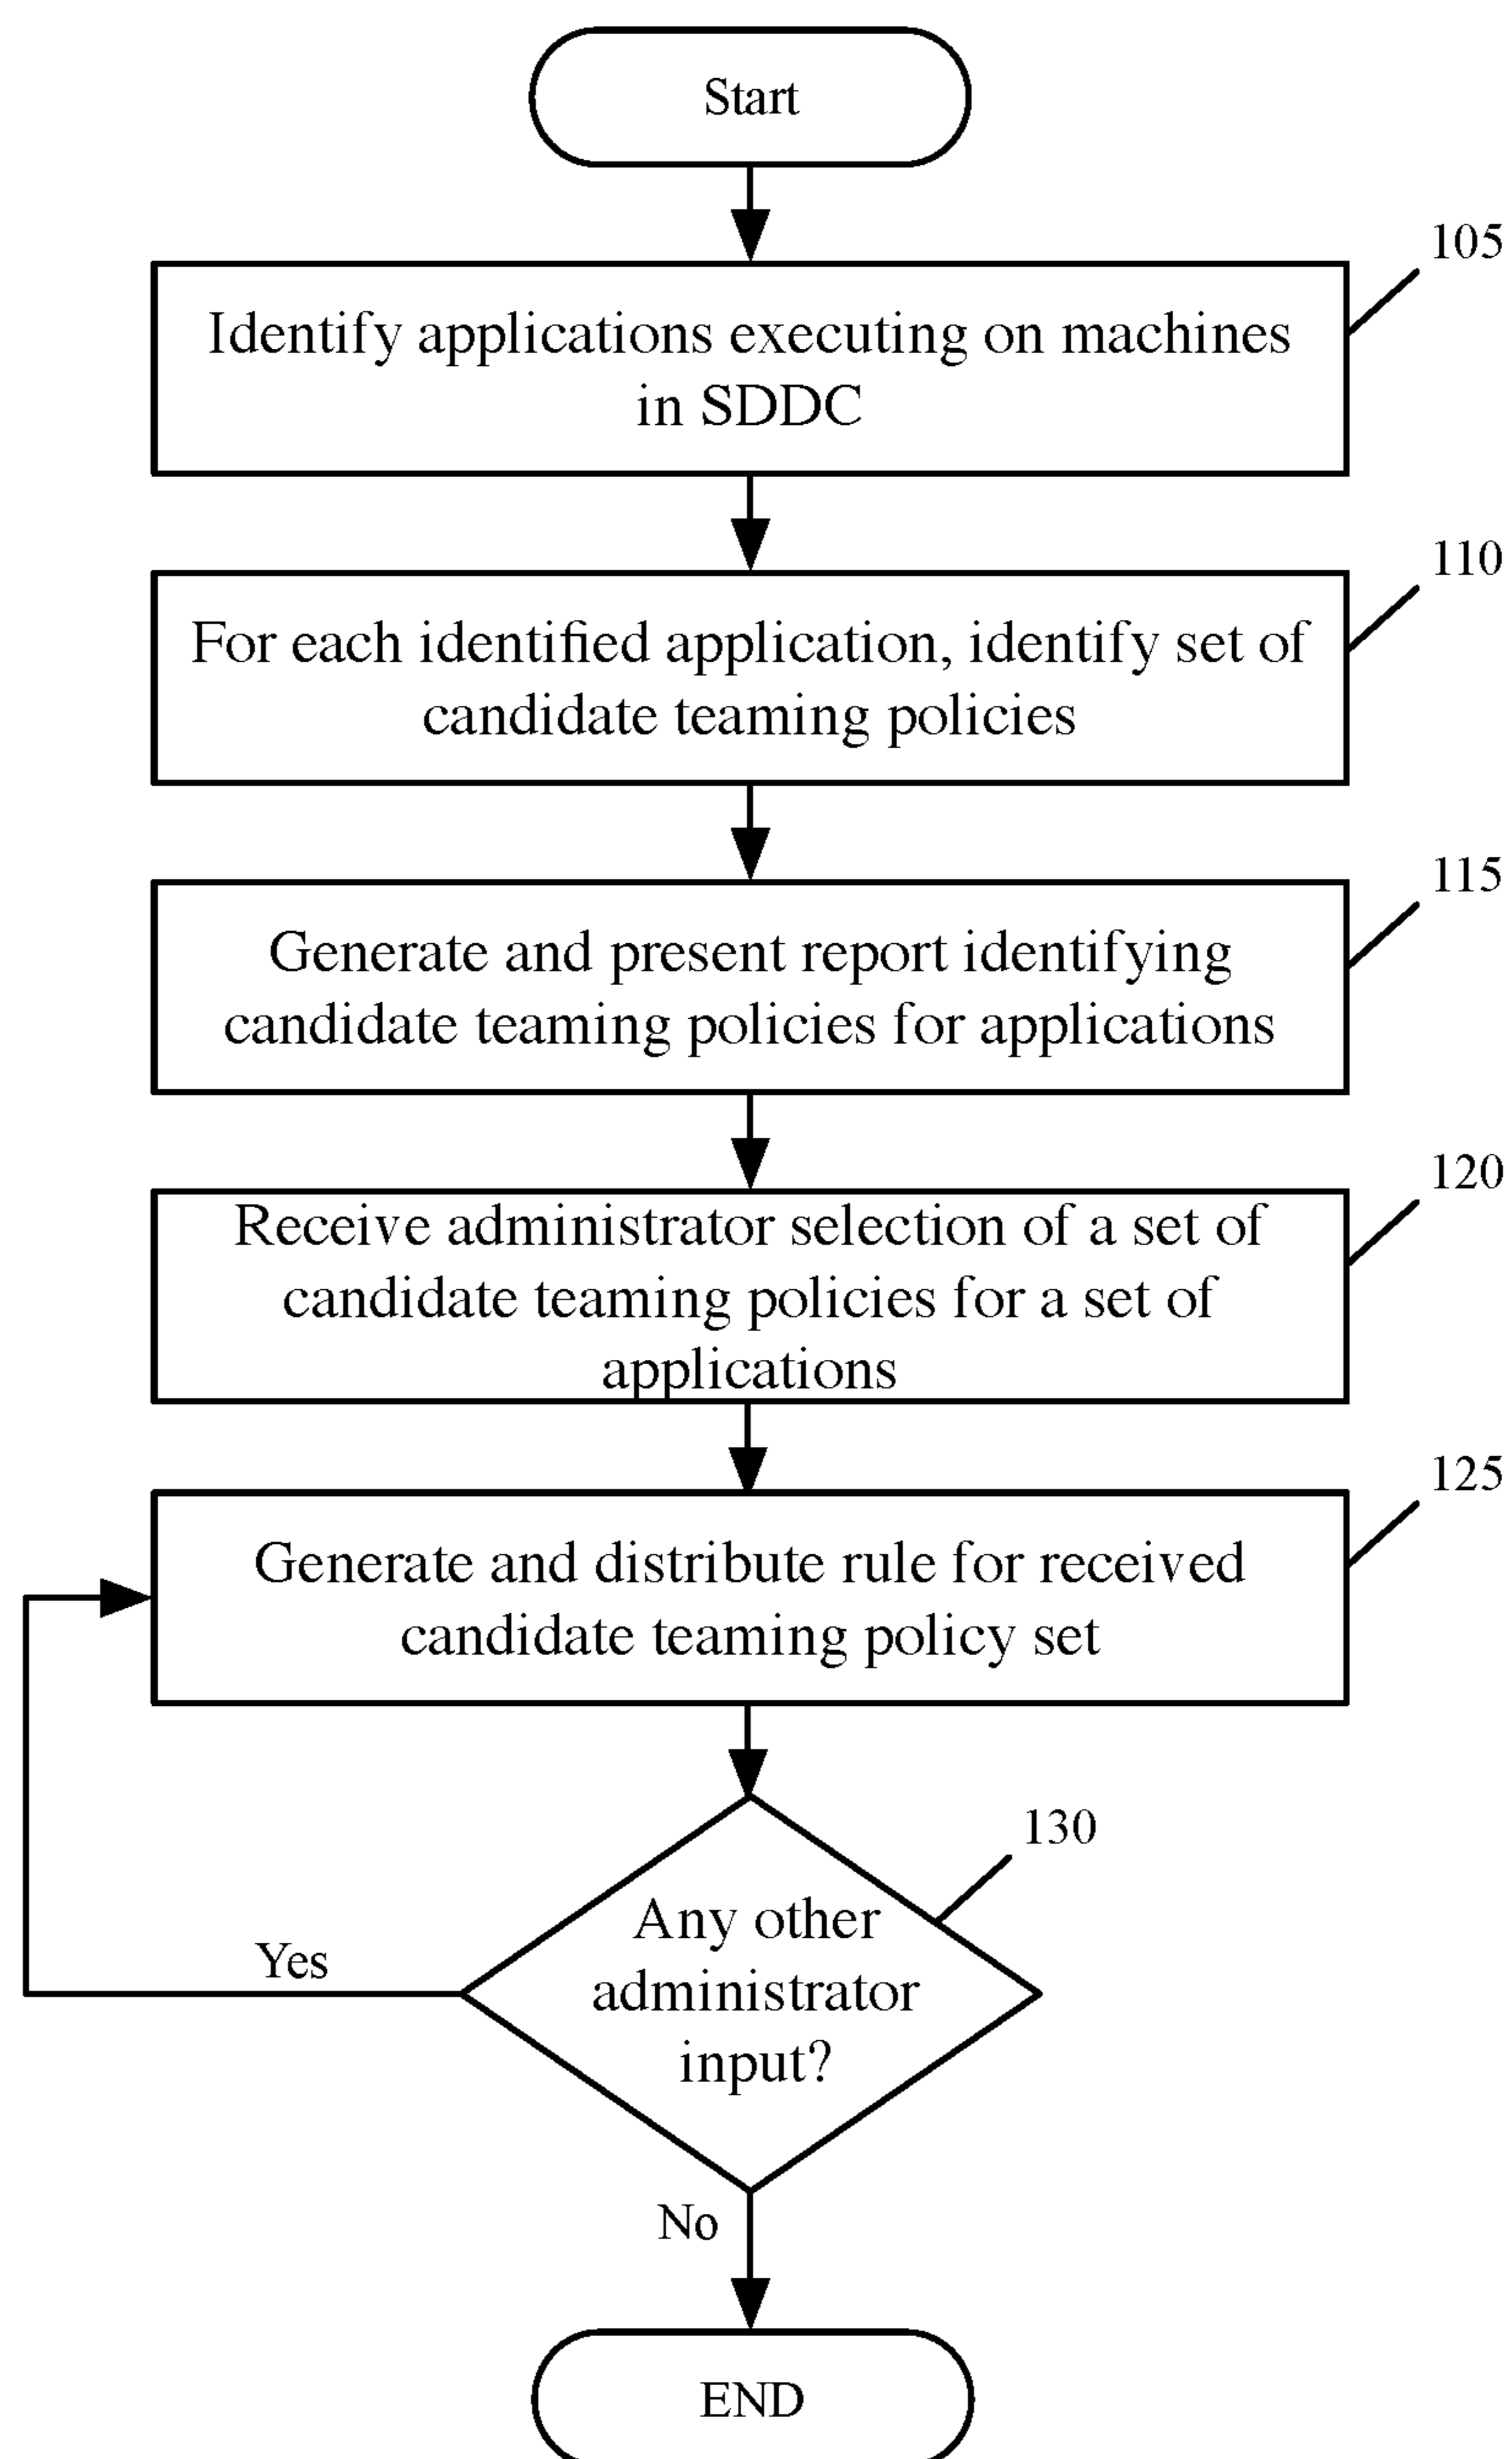 Start
105
Identify applications executing on machines
in SDDC
110
For each identified application, identify set of
candidate teaming policies
115
Generate and present report identifying
candidate teaming policies for applications
120
Receive administrator selection of a set of
candidate teaming policies for a set of
applications
125
Generate and distribute rule for received
candidate teaming policy set
130
Any other
administrator
input?
Yes
No
END